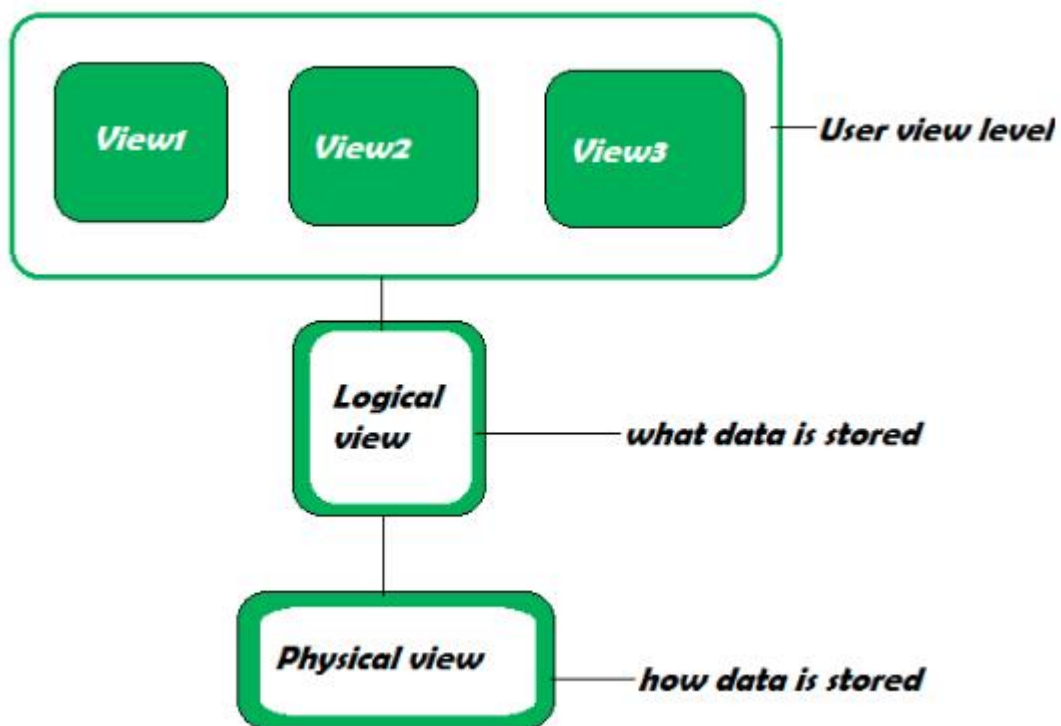 View1
View2
View3
User view level
Logical
view
what data is stored
Physical view
how data is stored